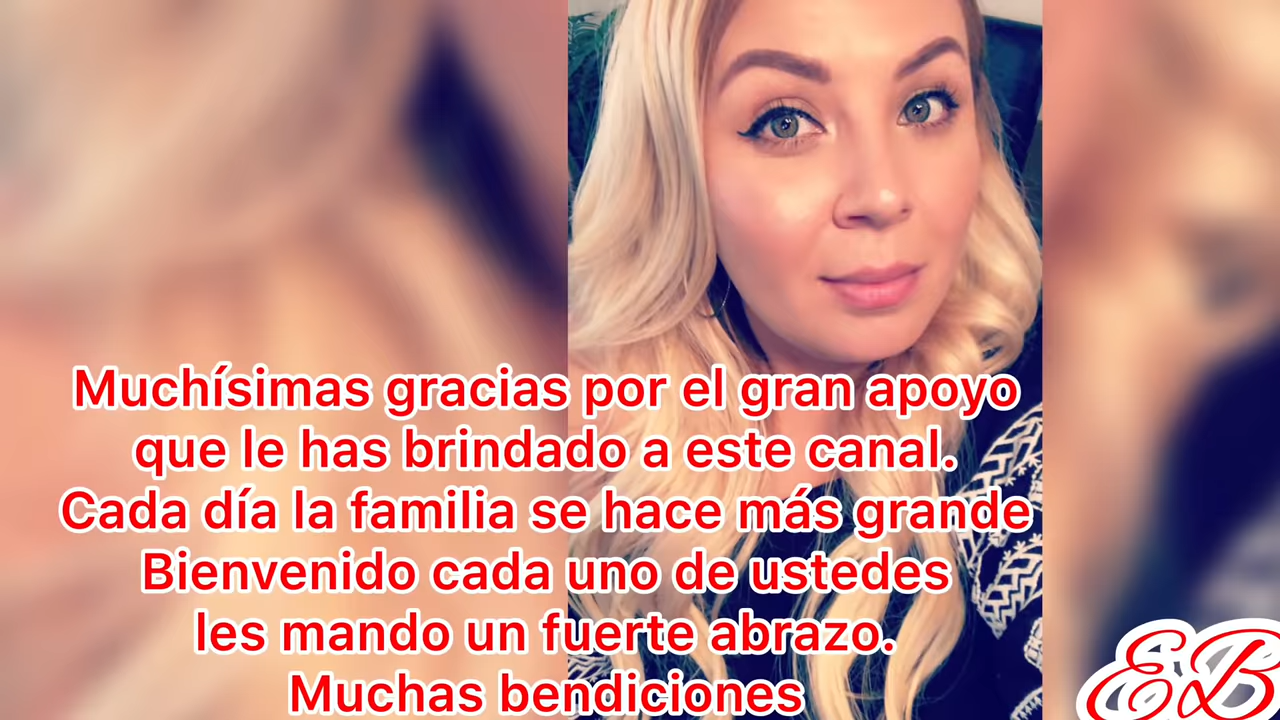 Muchísimas gracias por el gran apoyo
que le has brindado a este canal.
Cada día la familia se hace más grande
Bienvenido cada uno de ustedes
les mando un fuerte abrazo.
Muchas bendiciones
EB